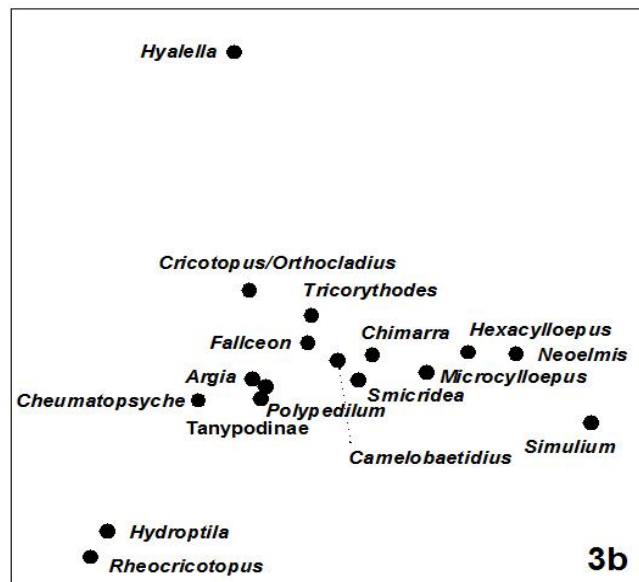 Hyalella
Cricotopus/Orthocladius
Tricorythodes
Fallceon
Chimarra
Hexacylloepus
Neoelmis
Argia
Microcylloepus
Smicridea
Cheumatopsyche
Polypedilum
Tanypodinae
Simulium
Camelobaetidius
Hydroptila
Rheocricotopus
3b